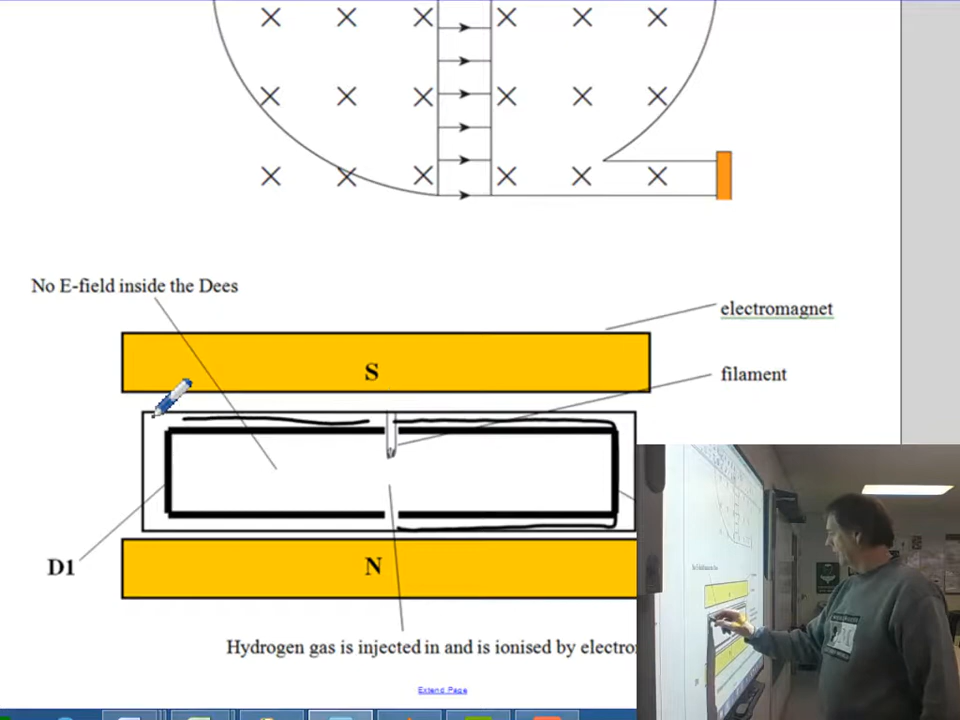 No E-field inside the Dees
electromagnet
S
filament
D1
N
Hydrogen gas is injected in and is ionised by electro
Extend Page